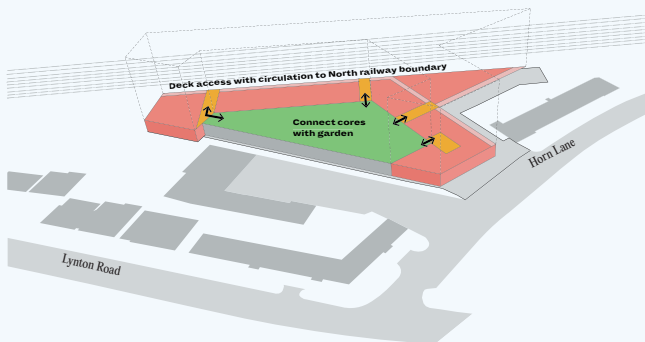 Deck access with circulation to North railway boundary
Connect cores
with garden
Horn Lane
Lynton Road